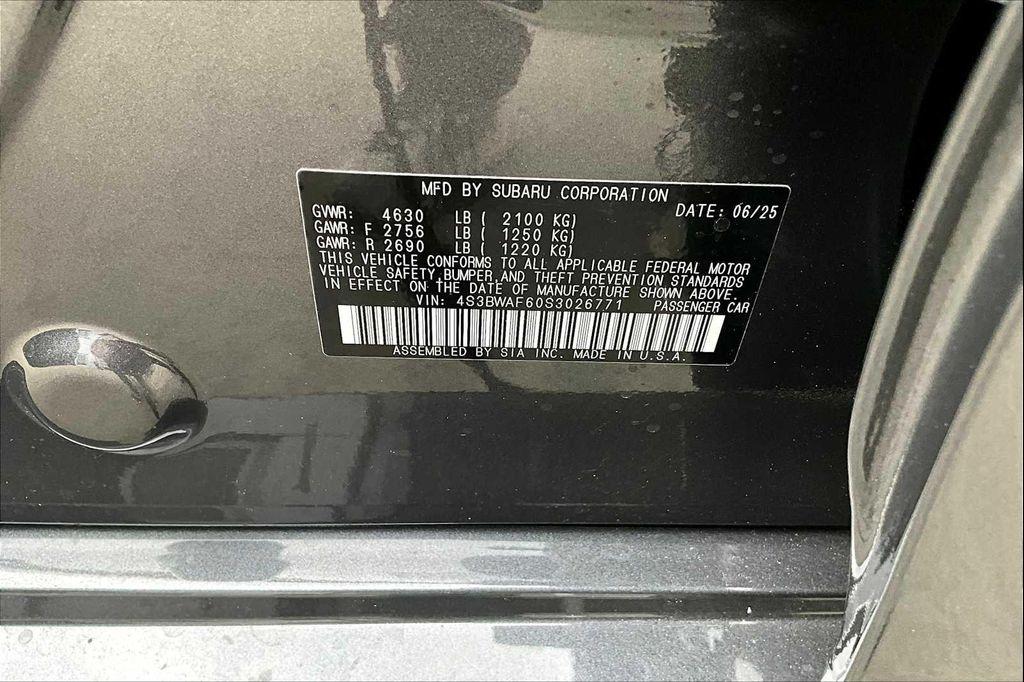 MFD BY SUBARU CORPORATION
DATE: 06/25
GVWR: 4630 LB ( 2100 KG)
GAWR: F 2756 LB ( 1250 KG)
GAWR: R 2690 LB ( 1220 KG)
THIS VEHICLE CONFORMS TO ALL APPLICABLE FEDERAL MOTOR
VEHICLE SAFETY, BUMPER, AND THEFT PREVENTION STANDARDS
IN EFFECT ON THE DATE OF MANUFACTURE SHOWN ABOVE.
VIN: 4S3BWAF60S3026771 PASSENGER CAR
ASSEMBLED BY SIA INC. MADE IN U.S.A.